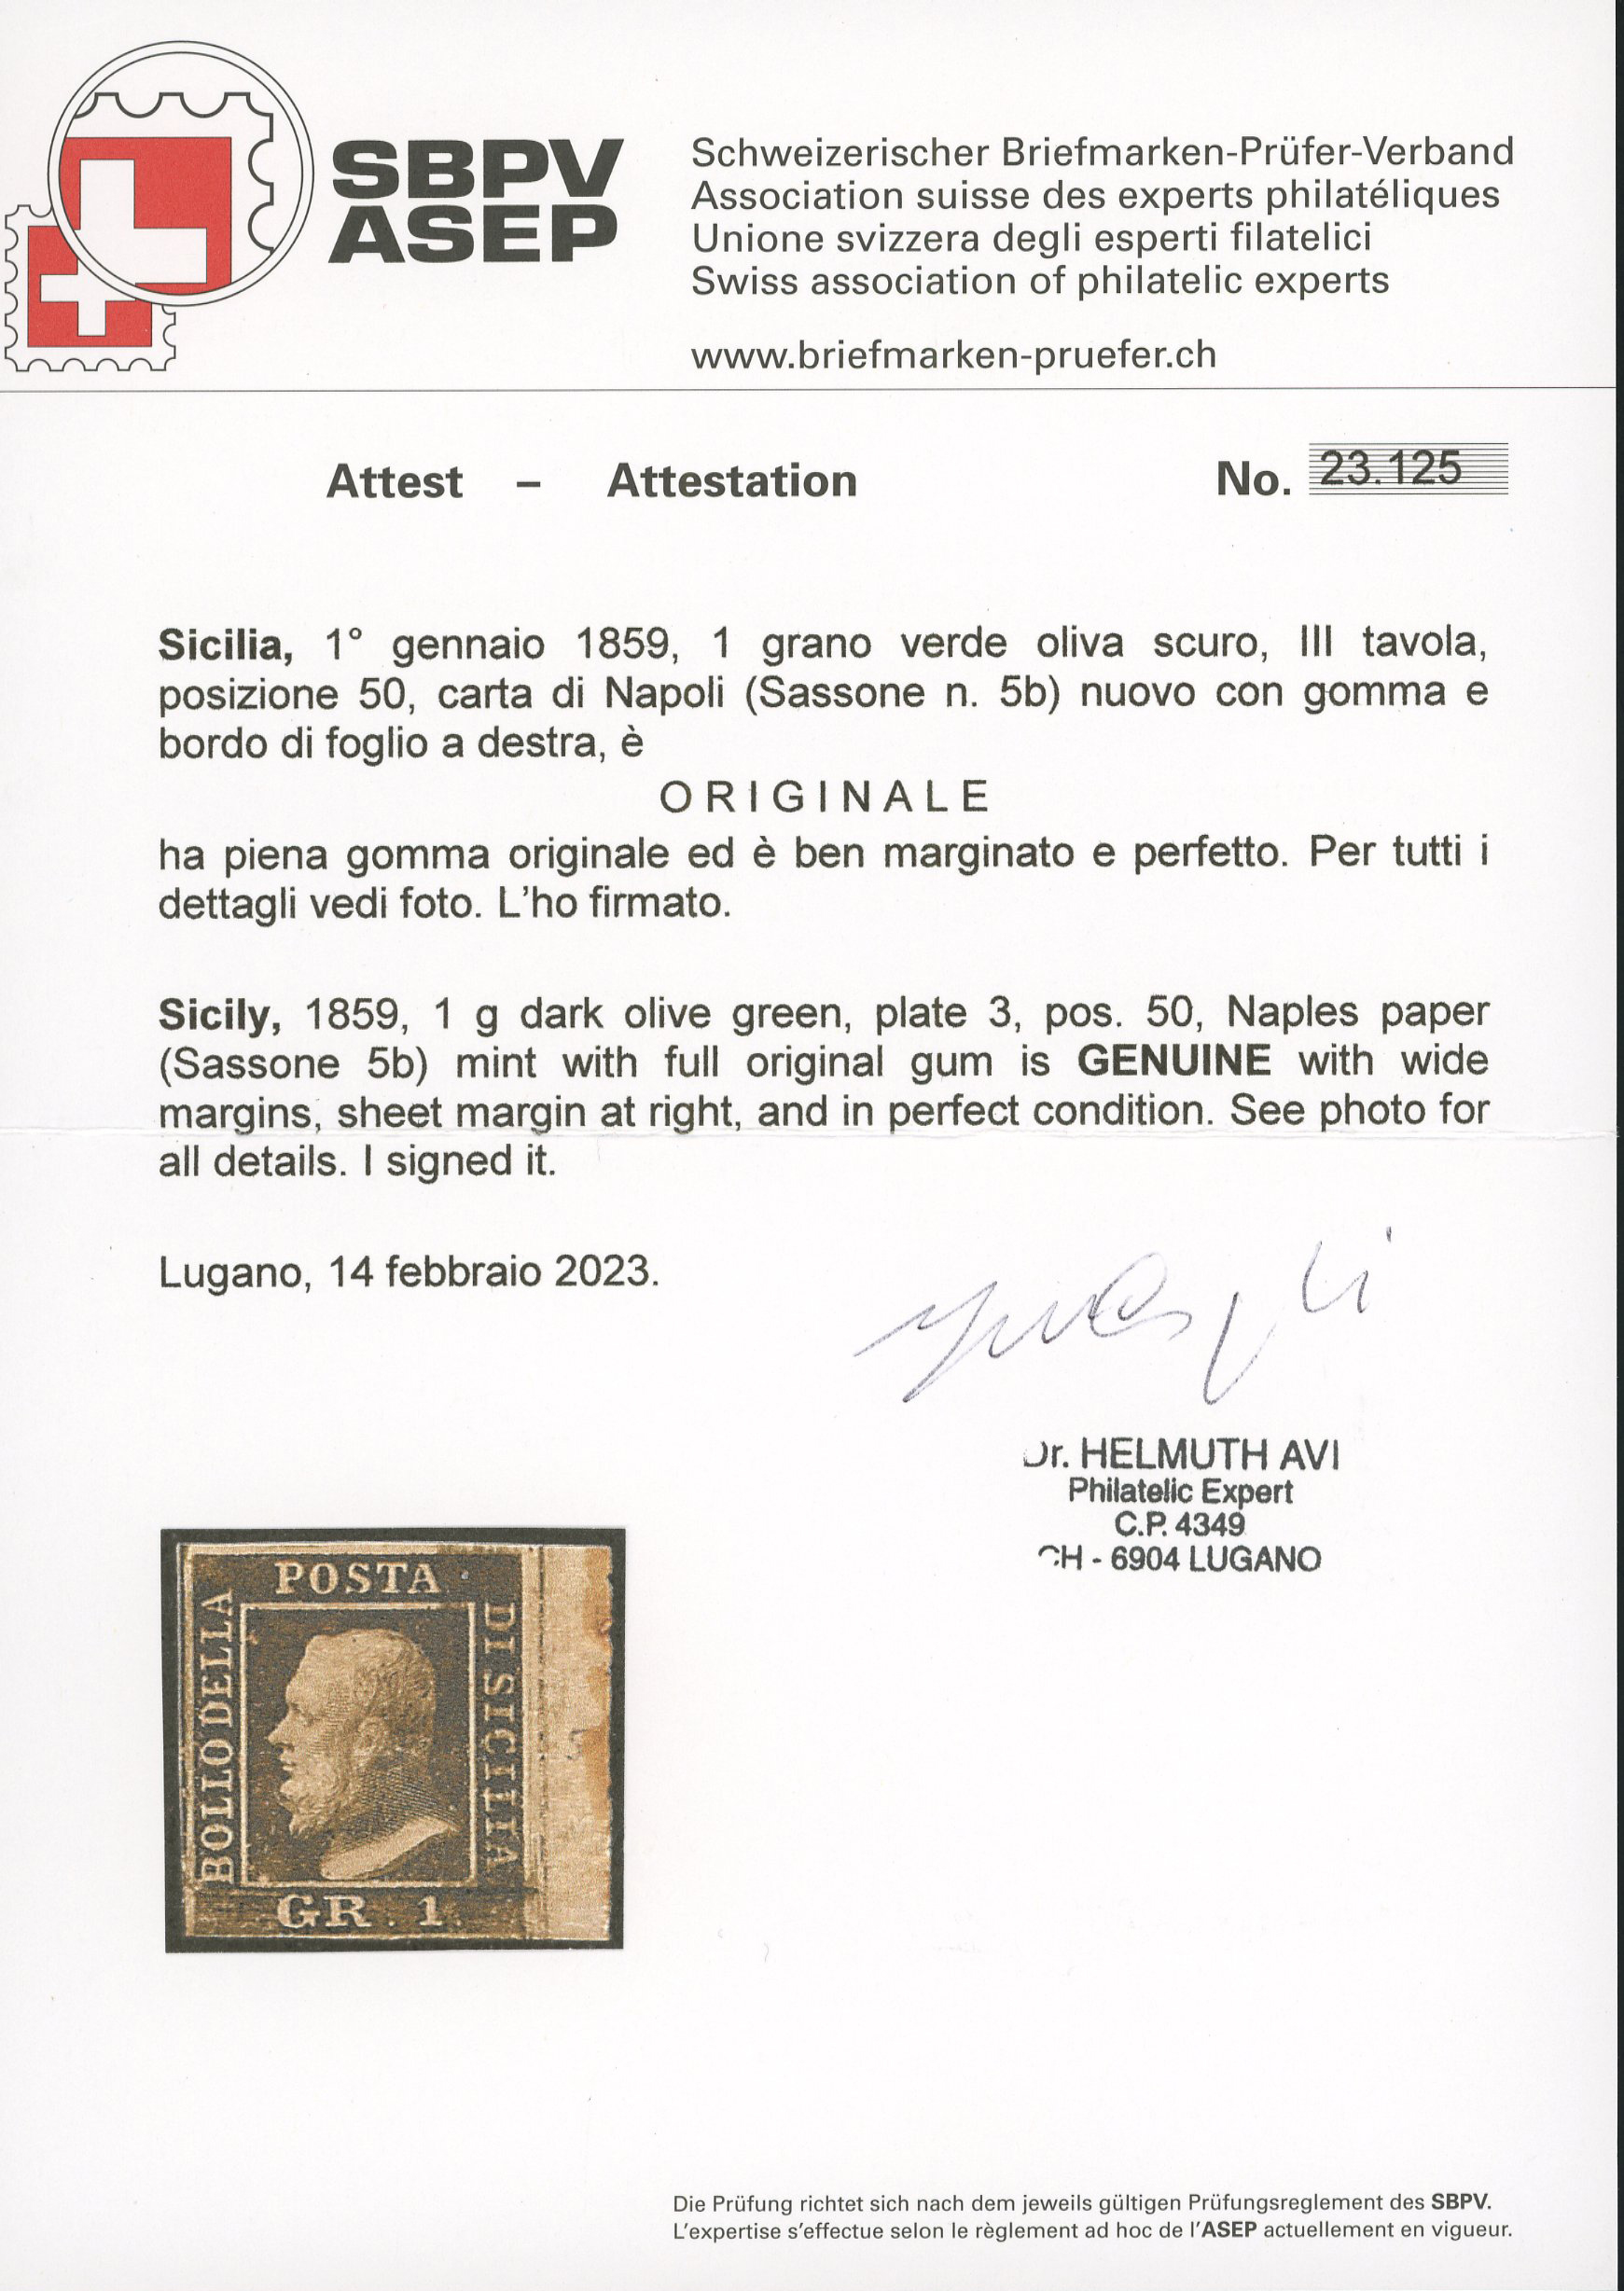 SBPV
ASEP
Schweizerischer Briefmarken-Prüfer-Verband
Association suisse des experts philatéliques
Unione svizzera degli esperti filatelici
Swiss association of philatelic experts
www.briefmarken-pruefer.ch
Attest – Attestation
No. 23.125
Sicilia, 1° gennaio 1859, 1 grano verde oliva scuro, III tavola,
posizione 50, carta di Napoli (Sassone n. 5b) nuovo con gomma e
bordo di foglio a destra, è
ORIGINALE
ha piena gomma originale ed è ben marginato e perfetto. Per tutti i
dettagli vedi foto. L'ho firmato.
Sicily, 1859, 1 g dark olive green, plate 3, pos. 50, Naples paper
(Sassone 5b) mint with full original gum is GENUINE with wide
margins, sheet margin at right, and in perfect condition. See photo for
all details. I signed it.
Lugano, 14 febbraio 2023.
Dr. HELMUTH AVI
Philatelic Expert
C.P. 4349
CH - 6904 LUGANO
BOLLO DELLA
POSTA
DI SICILIA
GR. 1.
Die Prüfung richtet sich nach dem jeweils gültigen Prüfungsreglement des SBPV.
L'expertise s'effectue selon le règlement ad hoc de l'ASEP actuellement en vigueur.